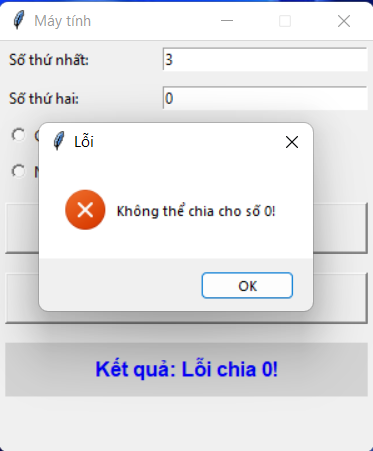 Máy tính
Số thứ nhất:
3
Số thứ hai:
0
Lỗi
Không thể chia cho số 0!
OK
Kết quả: Lỗi chia 0!